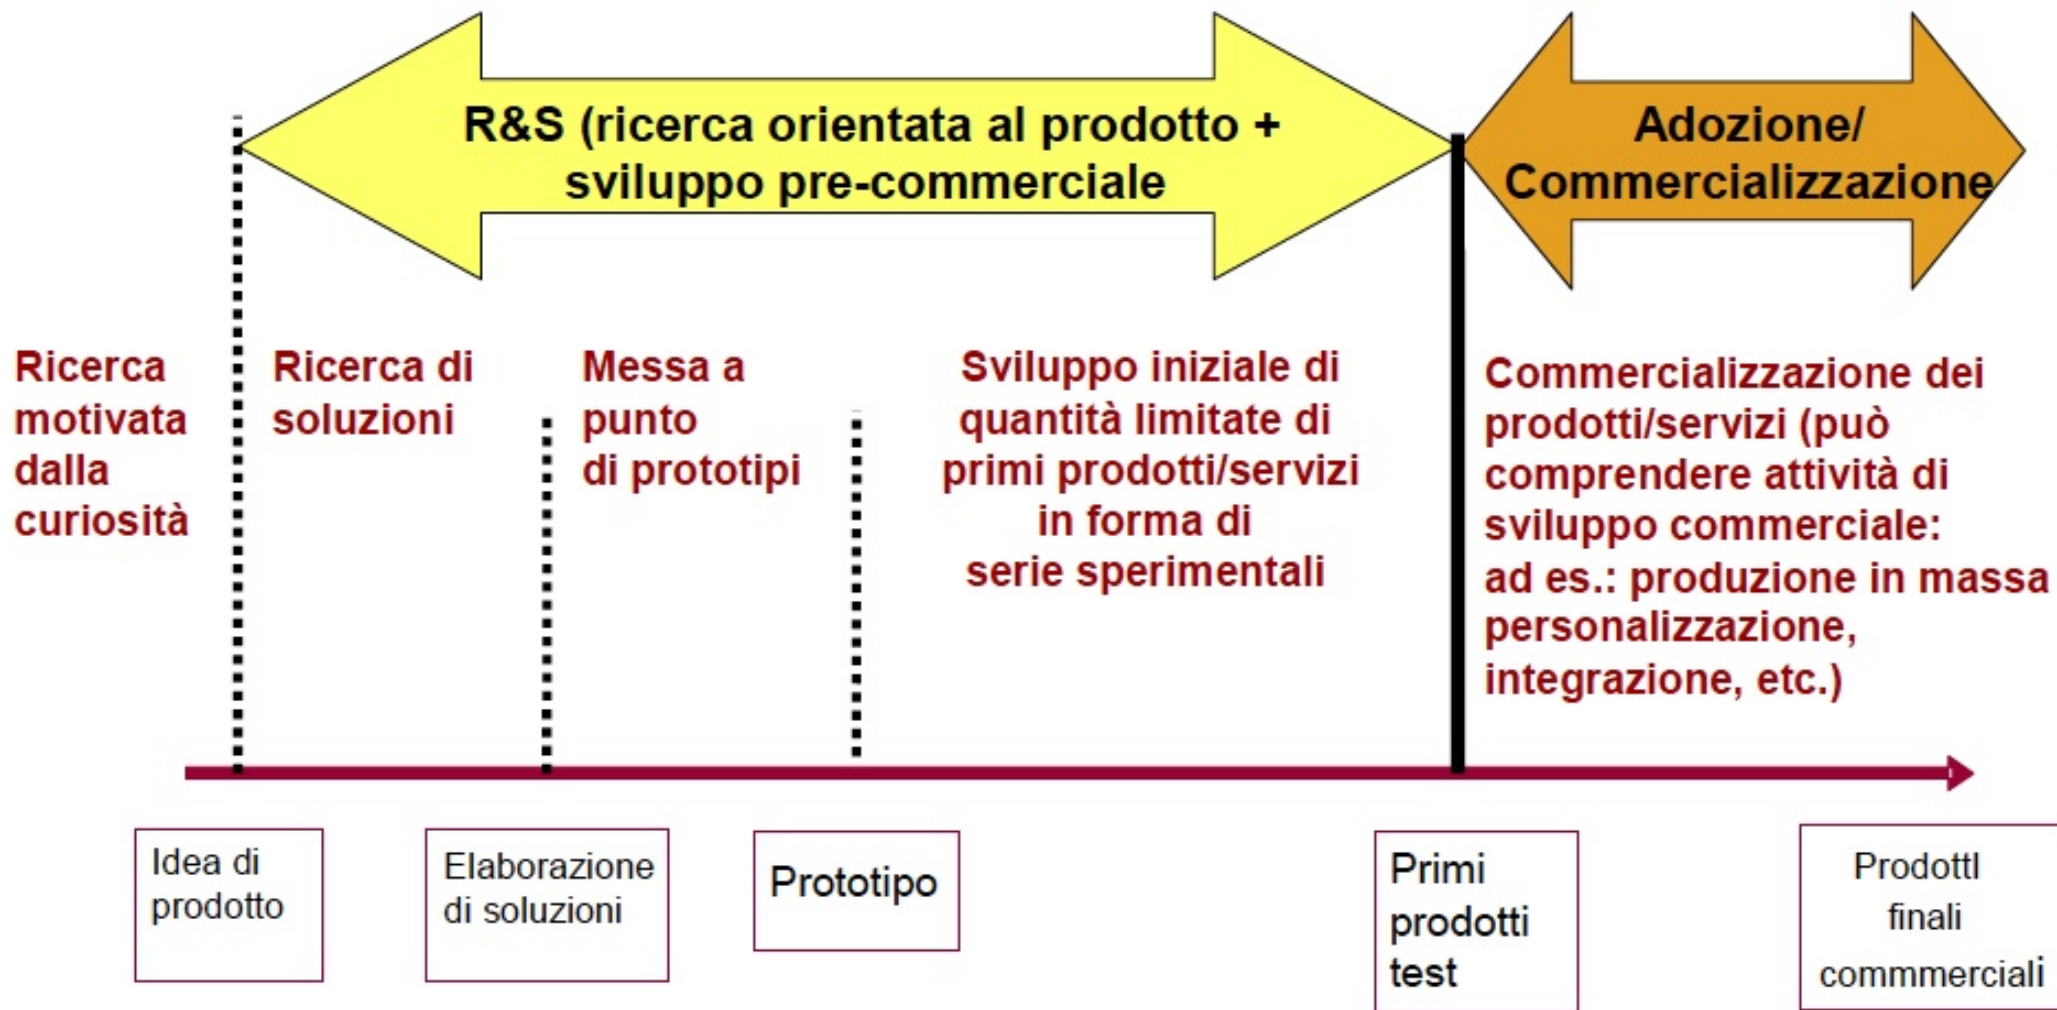 R&S (ricerca orientata al prodotto +
sviluppo pre-commerciale
Adozione/
Commercializzazione
Ricerca
motivata
dalla
curiosità
Ricerca di
soluzioni
Messa a
punto
di prototipi
Sviluppo iniziale di
quantità limitate di
primi prodotti/servizi
in forma di
serie sperimentali
Commercializzazione dei
prodotti/servizi (può
comprendere attività di
sviluppo commerciale:
ad es.: produzione in massa
personalizzazione,
integrazione, etc.)
Idea di
prodotto
Elaborazione
di soluzioni
Prototipo
Primi
prodotti
test
ProdottI
finali
commmerciali